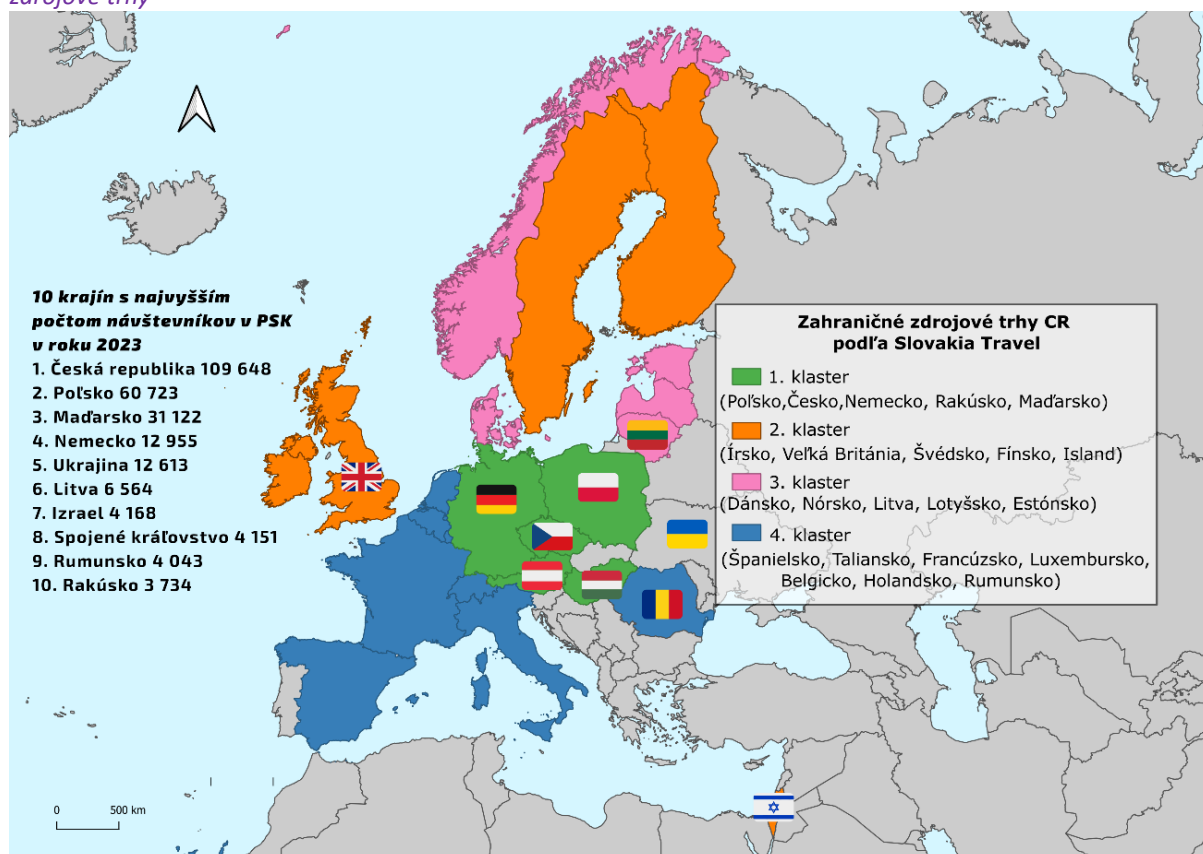 zdrojové trhy
10 krajín s najvyšším
počtom návštevníkov v PSK
v roku 2023
1. Česká republika 109 648
2. Poľsko 60 723
3. Maďarsko 31 122
4. Nemecko 12 955
5. Ukrajina 12 613
6. Litva 6 564
7. Izrael 4 168
8. Spojené kráľovstvo 4 151
9. Rumunsko 4 043
10. Rakúsko 3 734
Zahraničné zdrojové trhy CR
podľa Slovakia Travel
1. klaster
(Poľsko,Česko,Nemecko, Rakúsko, Maďarsko)
2. klaster
(Írsko, Veľká Británia, Švédsko, Fínsko, Island)
3. klaster
(Dánsko, Nórsko, Litva, Lotyšsko, Estónsko)
4. klaster
(Španielsko, Taliansko, Francúzsko, Luxembursko,
Belgicko, Holandsko, Rumunsko)
0 500 km